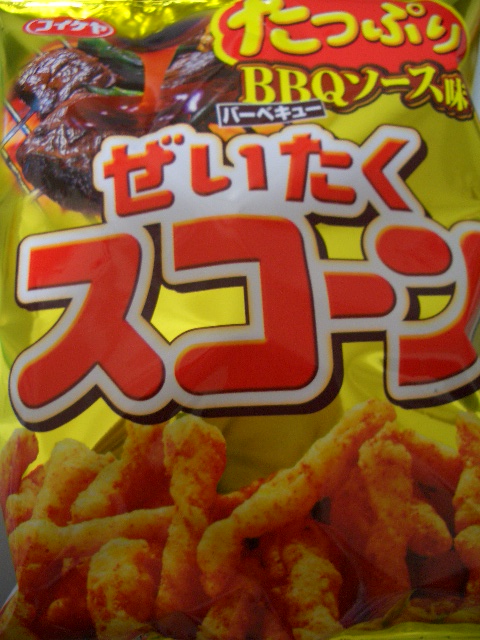 コイケヤ
たっぷり
BBQソース味
バーベキュー
ぜいたく
スコーン